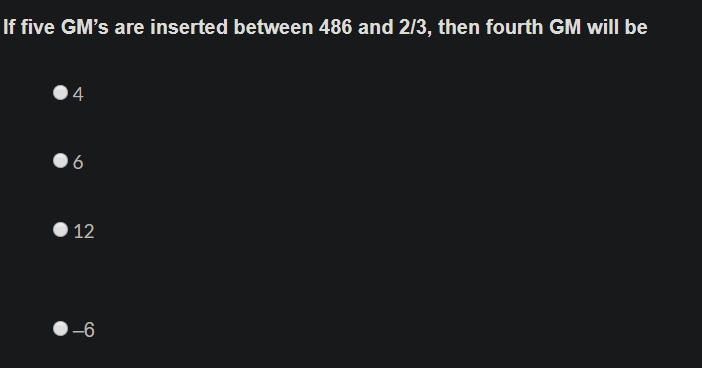 If five GM’s are inserted between 486 and 2/3, then fourth GM will be
4
6
12
–6